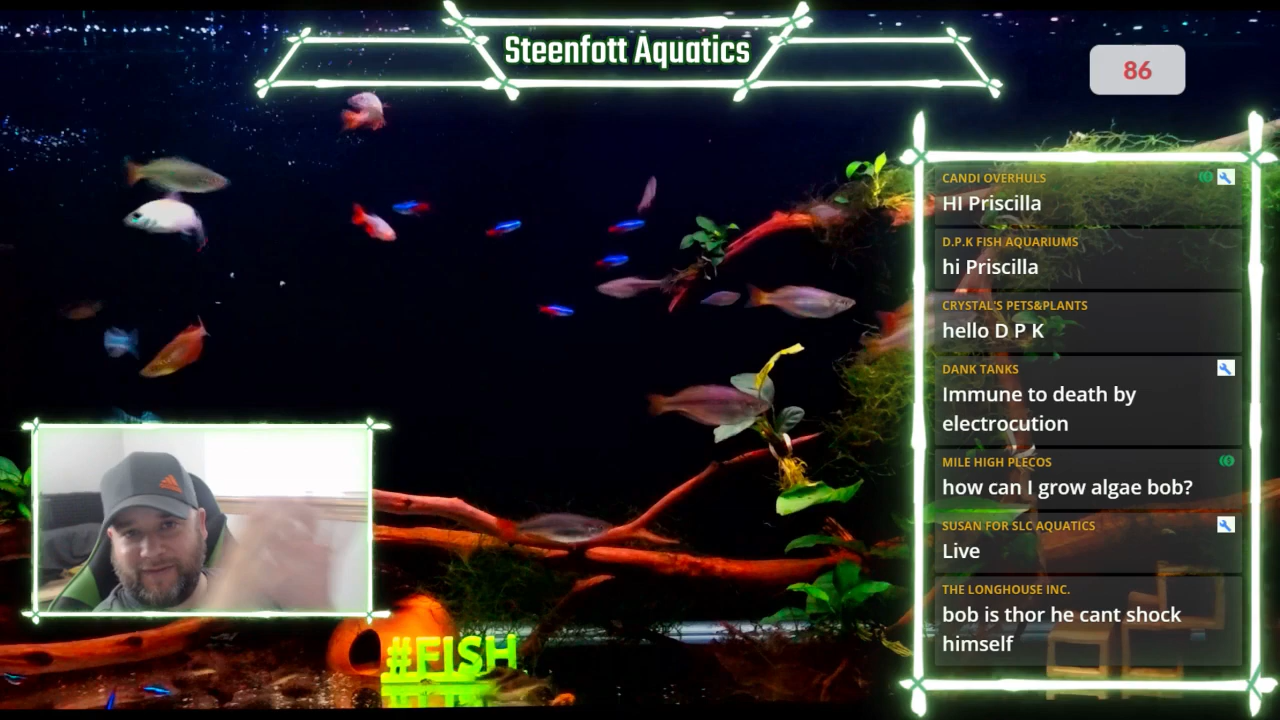 Steenfott Aquatics
86
CANDI OVERHULS
HI Priscilla
D.P.K FISH AQUARIUMS
hi Priscilla
CRYSTAL'S PETS&PLANTS
hello D P K
DANK TANKS
Immune to death by
electrocution
MILE HIGH PLECOS
how can I grow algae bob?
SUSAN FOR SLC AQUATICS
Live
THE LONGHOUSE INC.
bob is thor he cant shock
himself
#FISH